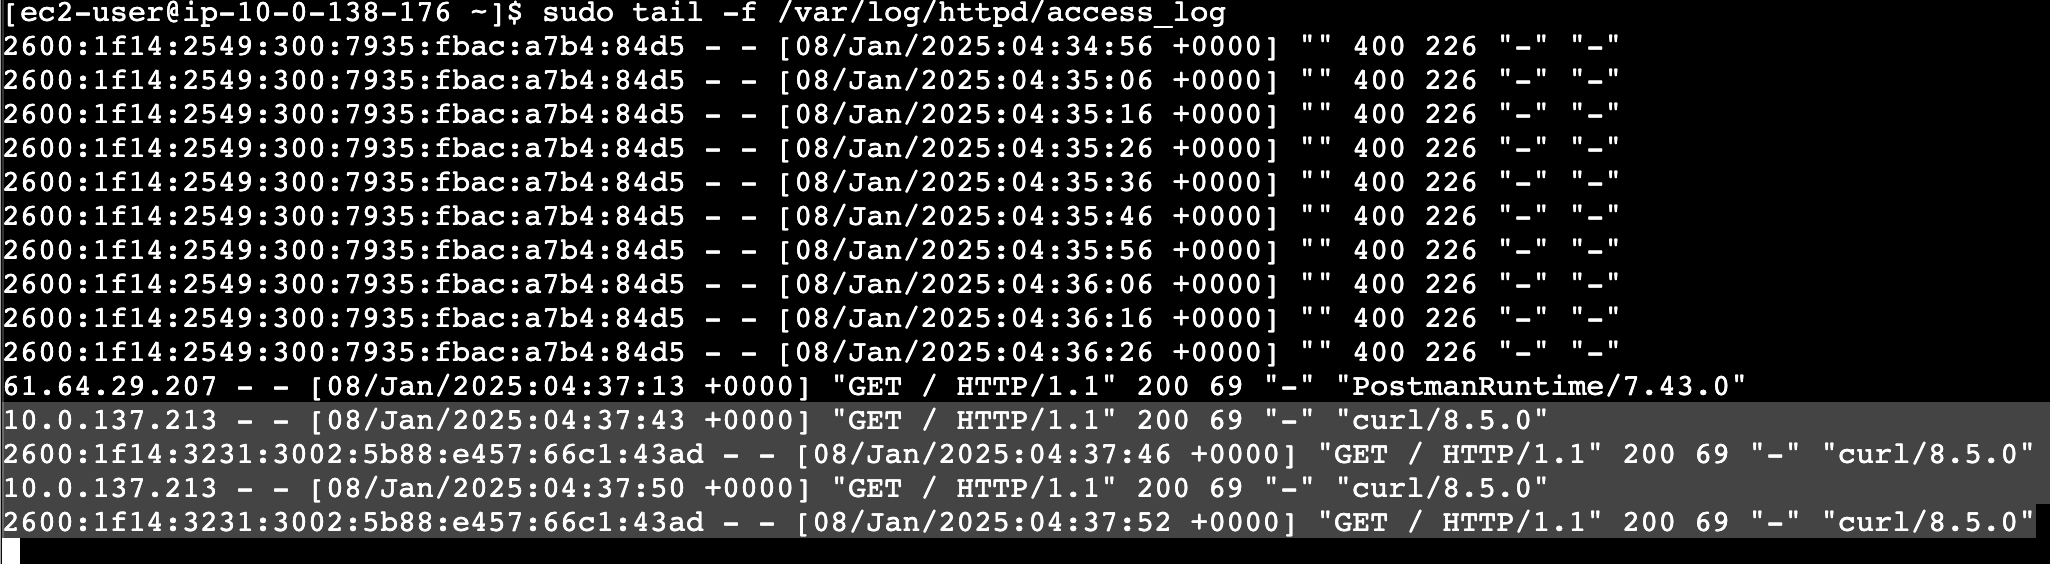 [ec2-user@ip-10-0-138-176 ~]$ sudo tail -f /var/log/httpd/access_log
2600:1f14:2549:300:7935:fbac:a7b4:84d5 - - [08/Jan/2025:04:34:56 +0000] "" 400 226 "-" "-"
2600:1f14:2549:300:7935:fbac:a7b4:84d5 - - [08/Jan/2025:04:35:06 +0000] "" 400 226 "-" "-"
2600:1f14:2549:300:7935:fbac:a7b4:84d5 - - [08/Jan/2025:04:35:16 +0000] "" 400 226 "-" "-"
2600:1f14:2549:300:7935:fbac:a7b4:84d5 - - [08/Jan/2025:04:35:26 +0000] "" 400 226 "-" "-"
2600:1f14:2549:300:7935:fbac:a7b4:84d5 - - [08/Jan/2025:04:35:36 +0000] "" 400 226 "-" "-"
2600:1f14:2549:300:7935:fbac:a7b4:84d5 - - [08/Jan/2025:04:35:46 +0000] "" 400 226 "-" "-"
2600:1f14:2549:300:7935:fbac:a7b4:84d5 - - [08/Jan/2025:04:35:56 +0000] "" 400 226 "-" "-"
2600:1f14:2549:300:7935:fbac:a7b4:84d5 - - [08/Jan/2025:04:36:06 +0000] "" 400 226 "-" "-"
2600:1f14:2549:300:7935:fbac:a7b4:84d5 - - [08/Jan/2025:04:36:16 +0000] "" 400 226 "-" "-"
2600:1f14:2549:300:7935:fbac:a7b4:84d5 - - [08/Jan/2025:04:36:26 +0000] "" 400 226 "-" "-"
61.64.29.207 - - [08/Jan/2025:04:37:13 +0000] "GET / HTTP/1.1" 200 69 "-" "PostmanRuntime/7.43.0"
10.0.137.213 - - [08/Jan/2025:04:37:43 +0000] "GET / HTTP/1.1" 200 69 "-" "curl/8.5.0"
2600:1f14:3231:3002:5b88:e457:66c1:43ad - - [08/Jan/2025:04:37:46 +0000] "GET / HTTP/1.1" 200 69 "-" "curl/8.5.0"
10.0.137.213 - - [08/Jan/2025:04:37:50 +0000] "GET / HTTP/1.1" 200 69 "-" "curl/8.5.0"
2600:1f14:3231:3002:5b88:e457:66c1:43ad - - [08/Jan/2025:04:37:52 +0000] "GET / HTTP/1.1" 200 69 "-" "curl/8.5.0"